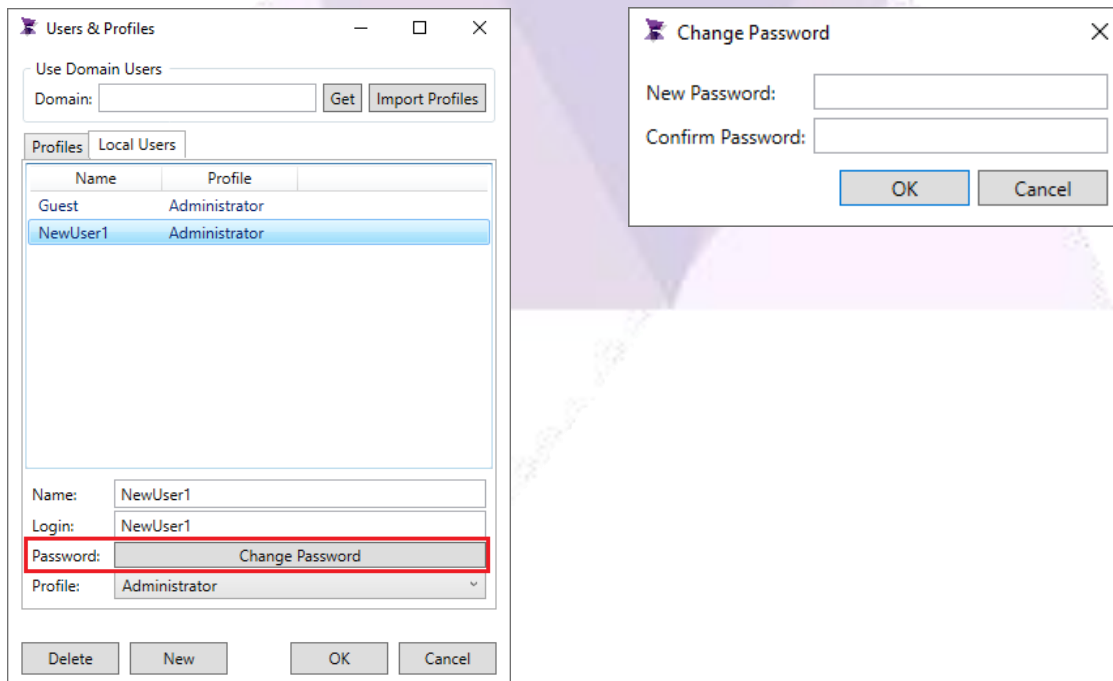 Users & Profiles
Use Domain Users
Domain: Get Import Profiles
Profiles Local Users
Name Profile
Guest Administrator
NewUser1 Administrator
Name: NewUser1
Login: NewUser1
Password: Change Password
Profile: Administrator
Delete New OK Cancel
Change Password
New Password:
Confirm Password:
OK Cancel